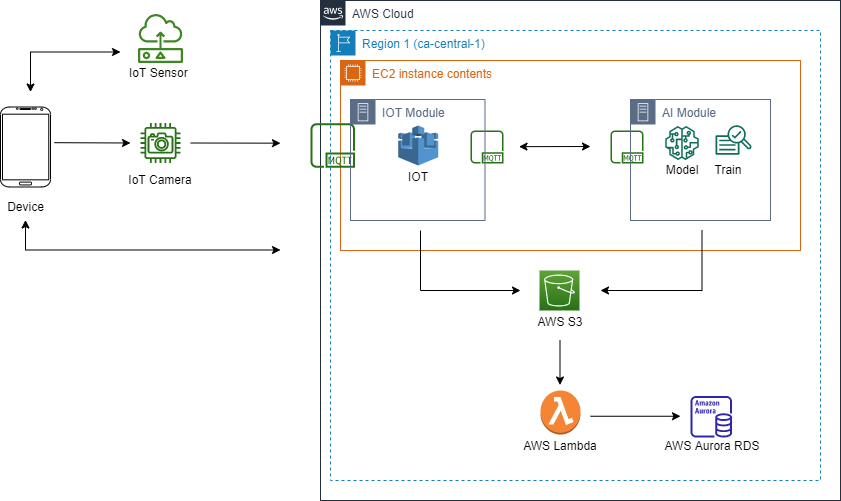 aws
AWS Cloud
Region 1 (ca-central-1)
EC2 instance contents
IoT Sensor
IOT Module
AI Module
MQTT
MQTT
MQTT
IOT
Model
Train
IoT Camera
Device
AWS S3
Amazon
Aurora
AWS Lambda
AWS Aurora RDS